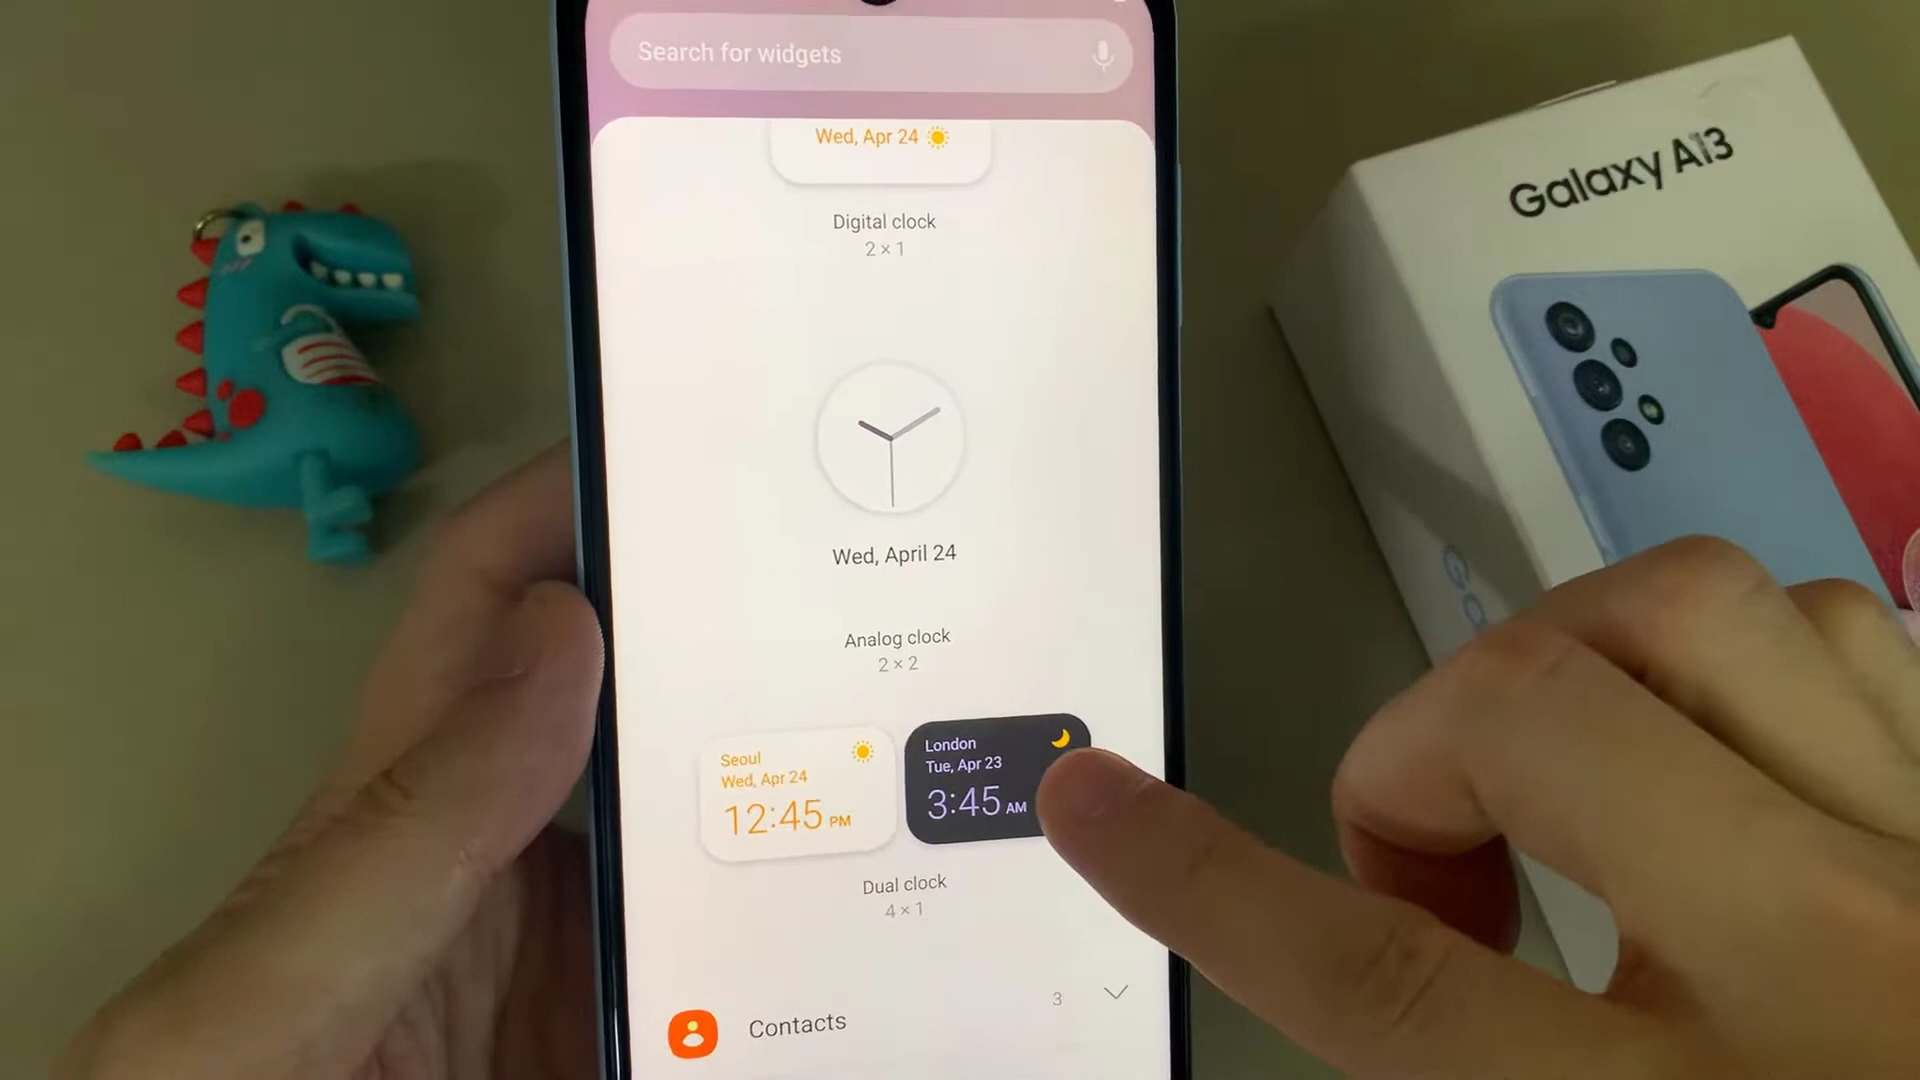 Search for widgets
Wed, Apr 24
Digital clock
2 × 1
Wed, April 24
Analog clock
2 × 2
Seoul
Wed, Apr 24
12:45 PM
London
Tue, Apr 23
3:45 AM
Dual clock
4 × 1
Contacts
3
Galaxy A13